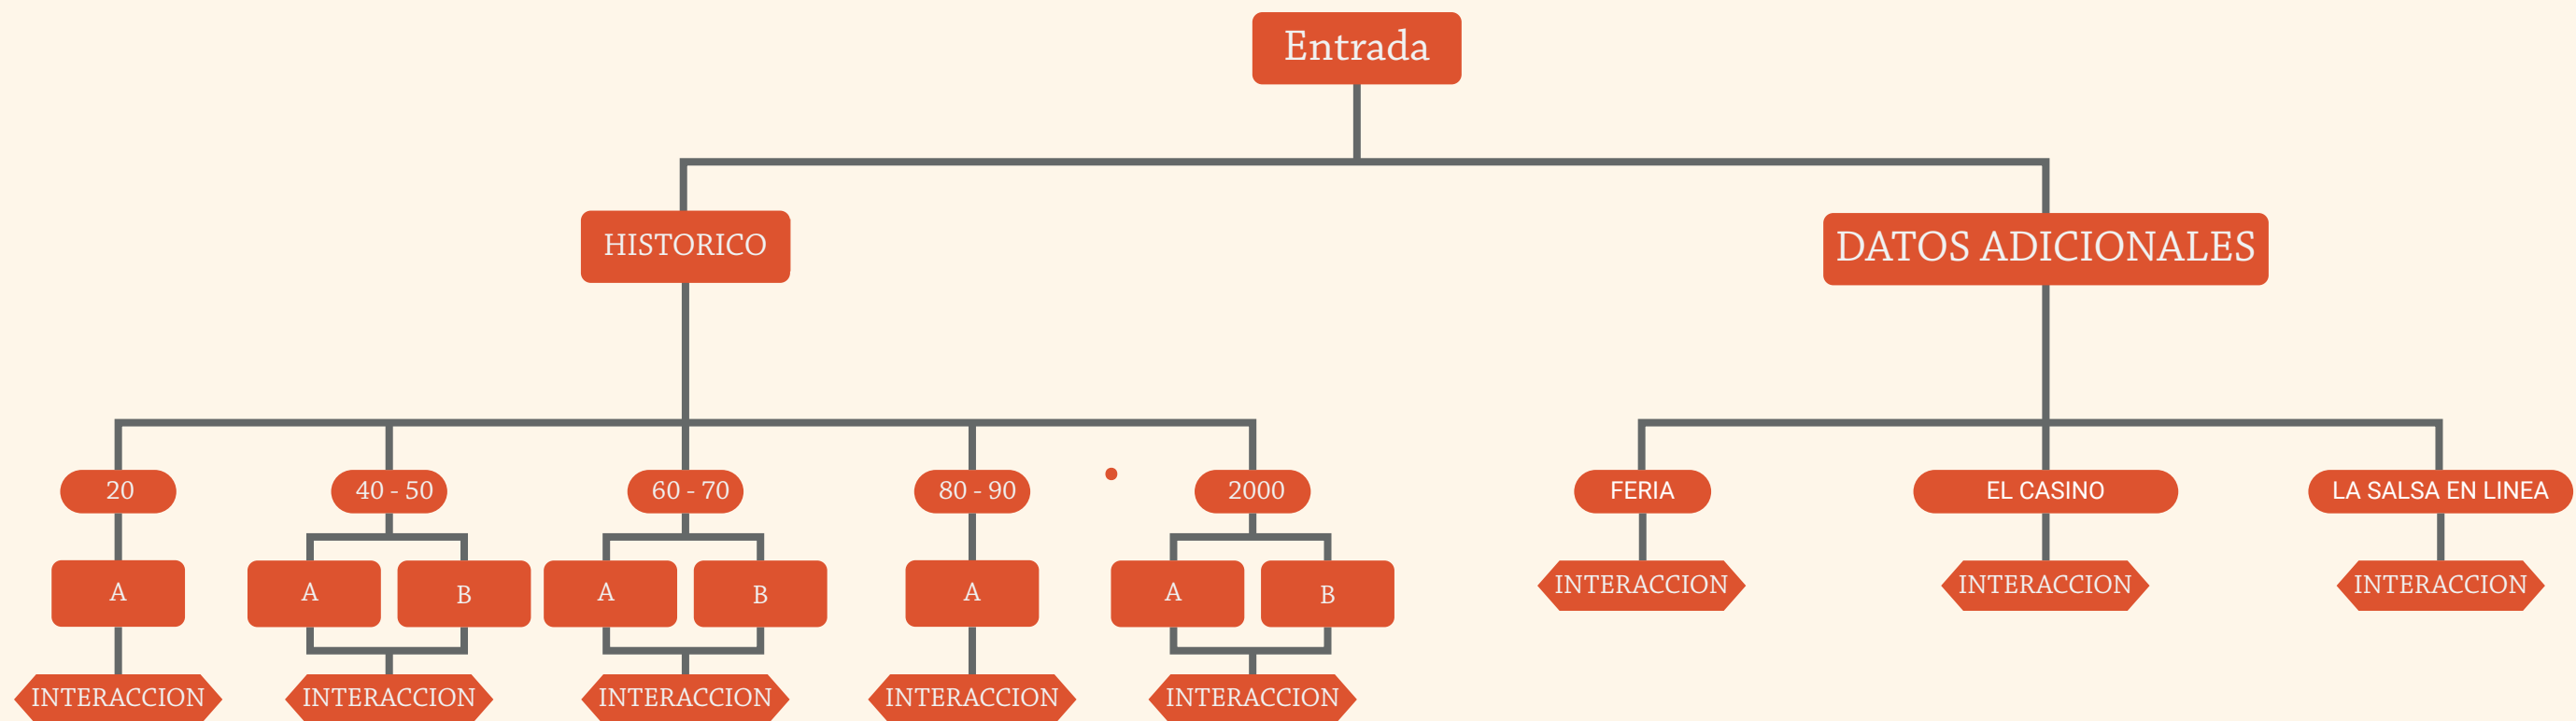 Entrada
HISTORICO
DATOS ADICIONALES
20
40 - 50
60 - 70
80 - 90
2000
FERIA
EL CASINO
LA SALSA EN LINEA
A
A
B
A
B
A
A
B
INTERACCION
INTERACCION
INTERACCION
INTERACCION
INTERACCION
INTERACCION
INTERACCION
INTERACCION